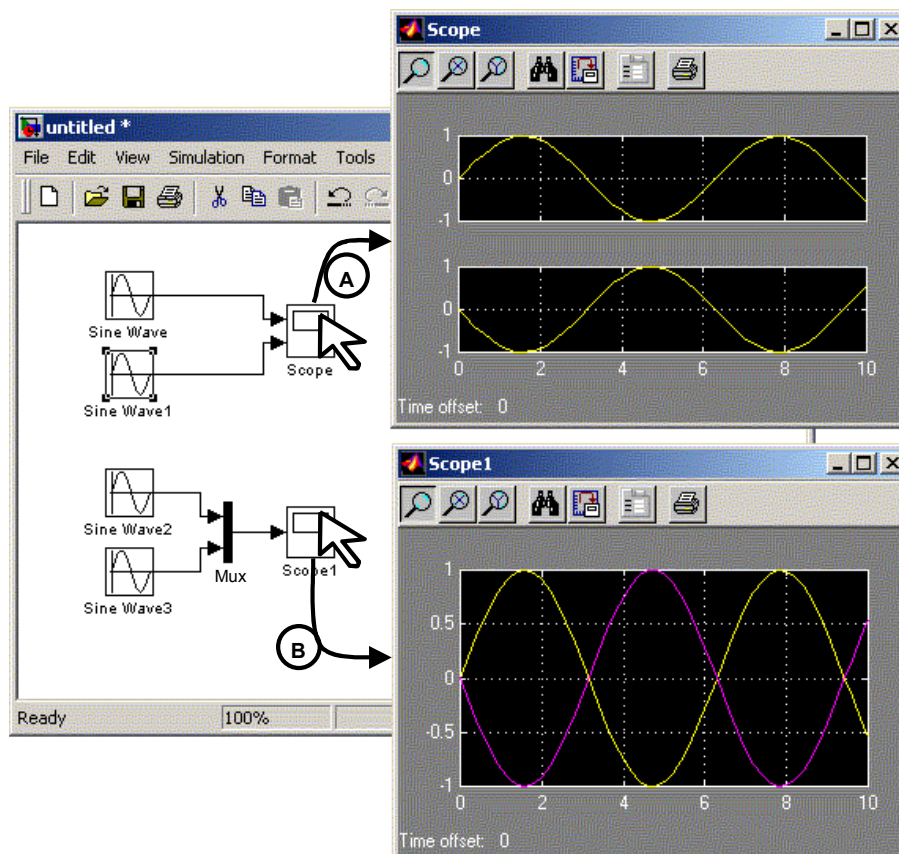 Scope
1
0
-1
1
0
-1
0 2 4 6 8 10
Time offset: 0
untitled *
File Edit View Simulation Format Tools
A
Sine Wave
Scope
Sine Wave1
Sine Wave2
Mux
Scope1
Sine Wave3
B
Ready 100%
Scope1
1
0.5
0
-0.5
-1
0 2 4 6 8 10
Time offset: 0